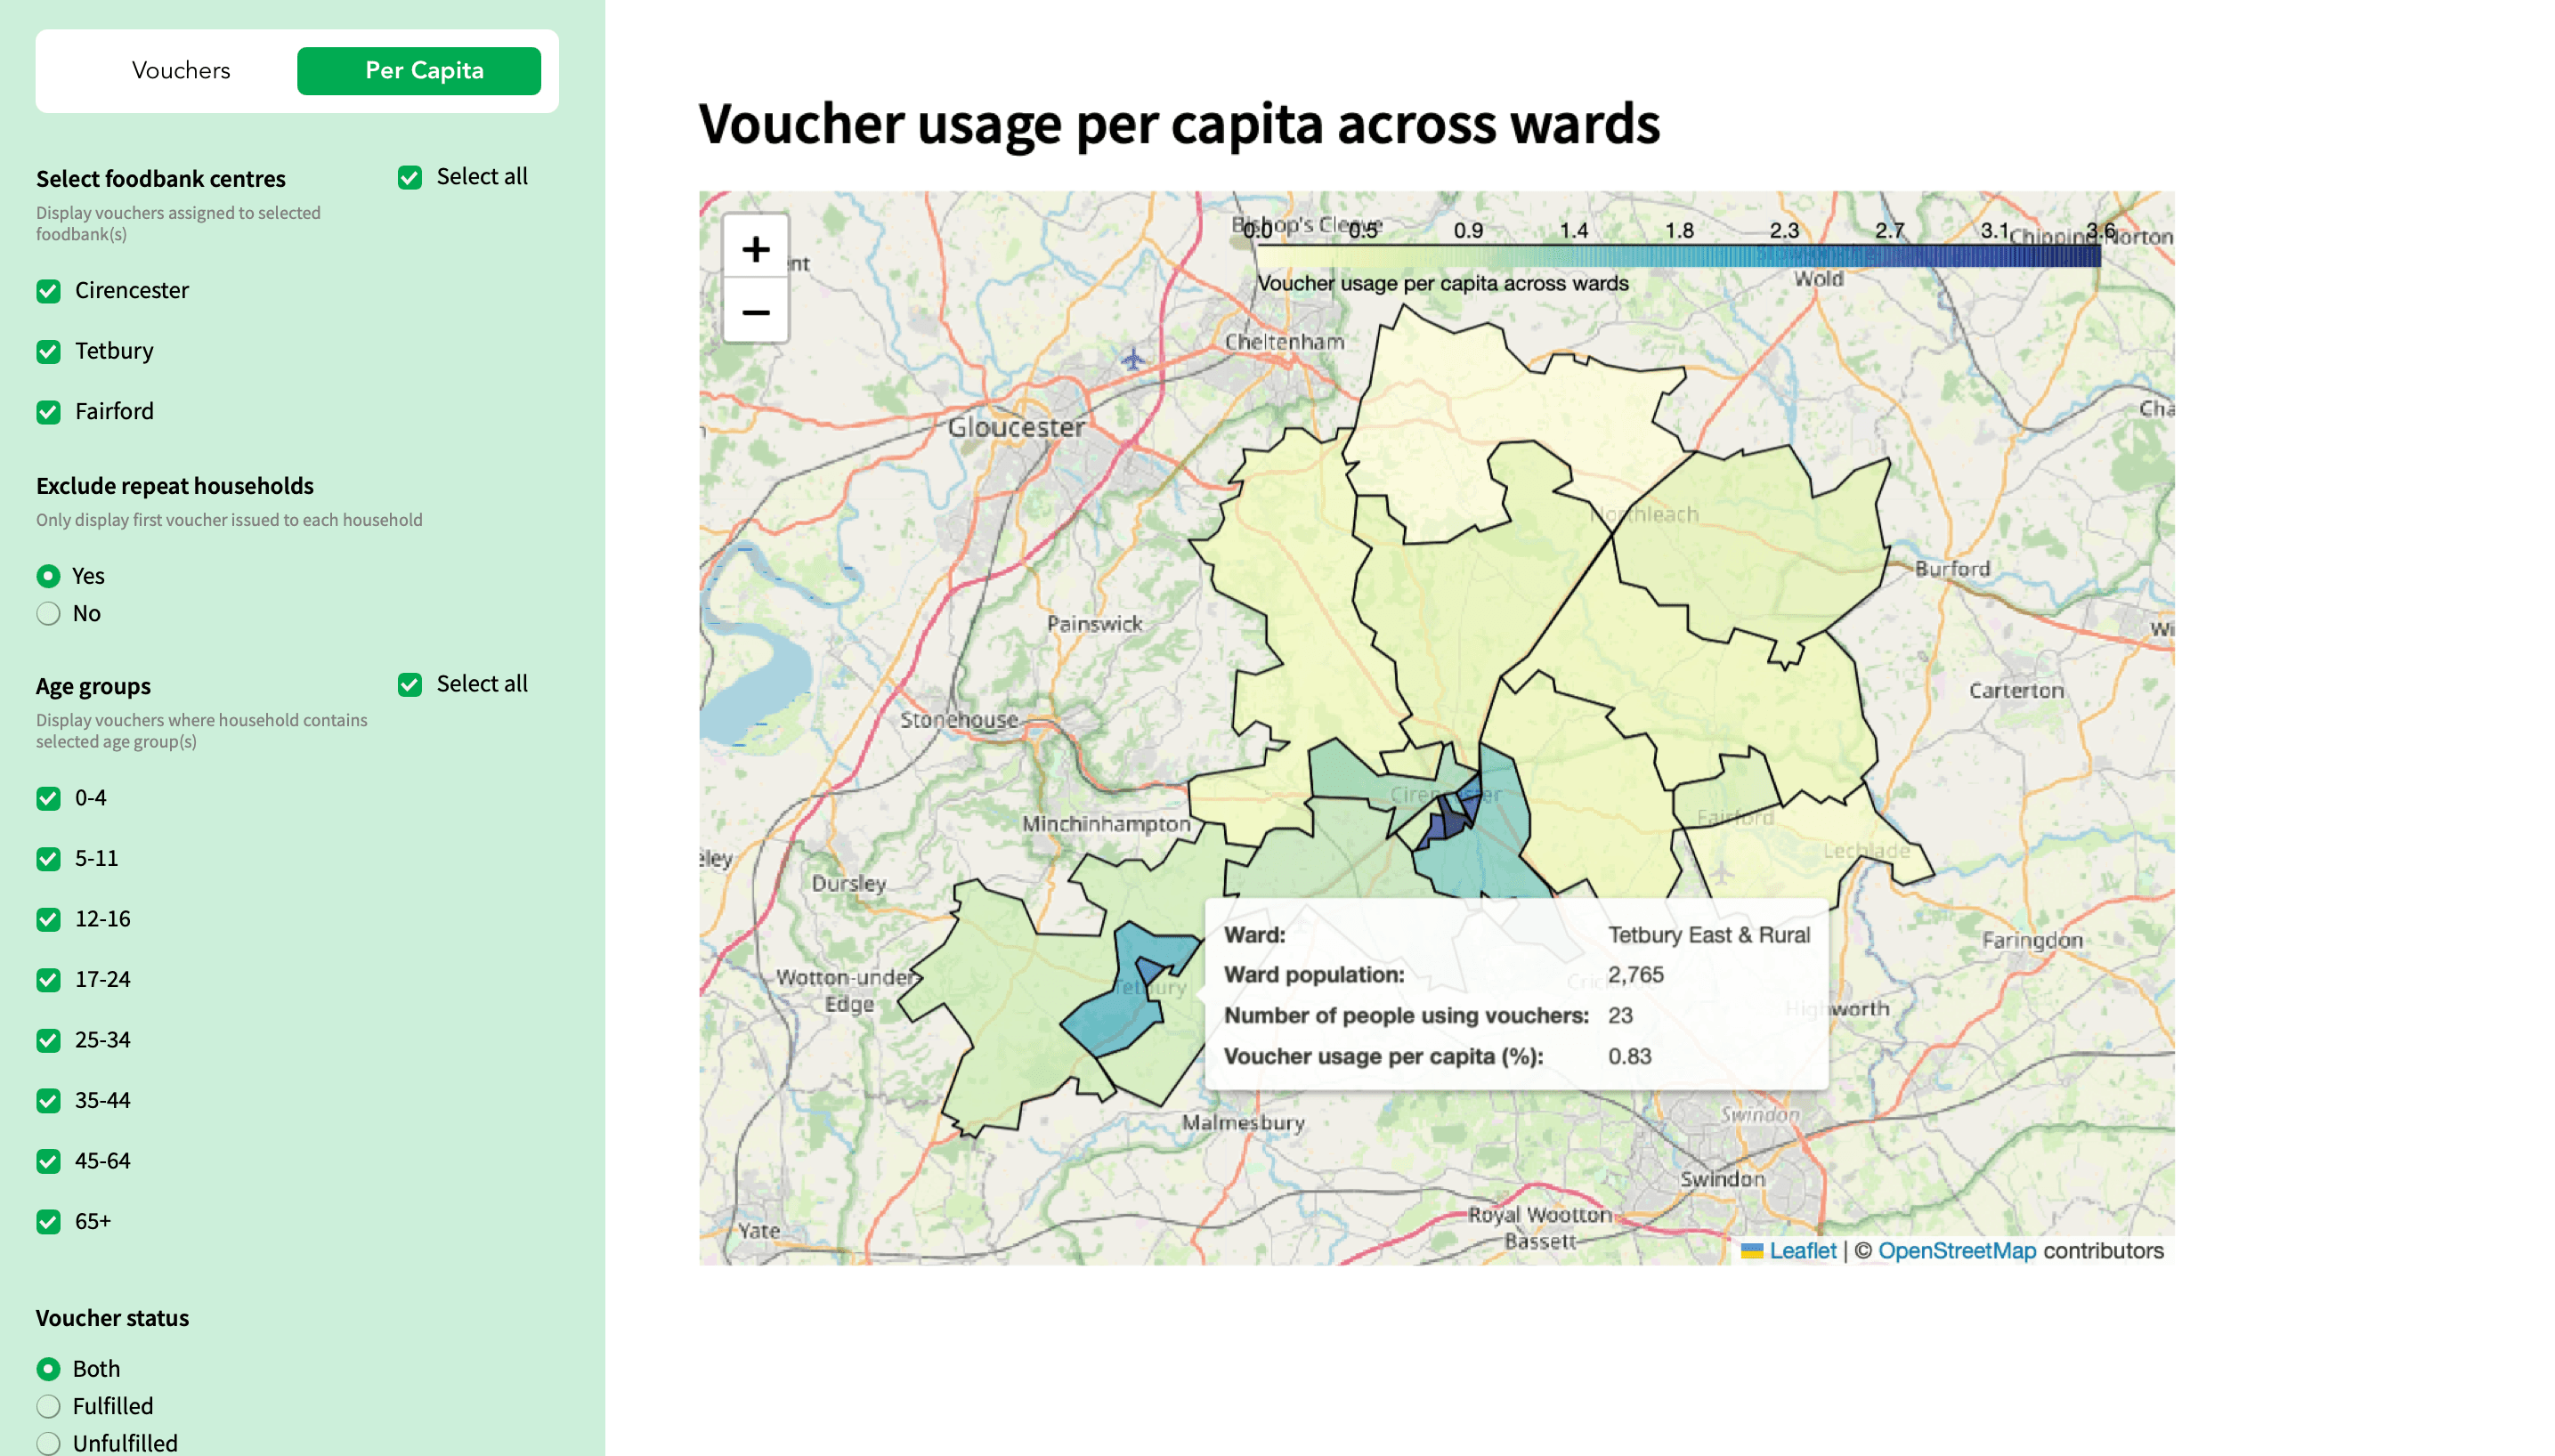 Vouchers
Per Capita
Select foodbank centres
Select all
Display vouchers assigned to selected
foodbank(s)
Cirencester
Tetbury
Fairford
Exclude repeat households
Only display first voucher issued to each household
Yes
No
Age groups
Select all
Display vouchers where household contains
selected age group(s)
0-4
5-11
12-16
17-24
25-34
35-44
45-64
65+
Voucher status
Both
Fulfilled
Unfulfilled
Voucher usage per capita across wards
+
−
Bishop's Cleeve
0.0 0.5 0.9 1.4 1.8 2.3 2.7 3.1 3.6
Chipping Norton
nt
Wold
Voucher usage per capita across wards
Cheltenham
Cha
Gloucester
Northleach
Burford
Painswick
Wi
Carterton
Stonehouse
Cirencester
Minchinhampton
Fairford
Lechlade
eley
Dursley
Faringdon
Wotton-under-
Edge
Tetbury
Highworth
Ward: Tetbury East & Rural
Ward population: 2,765
Number of people using vouchers: 23
Voucher usage per capita (%): 0.83
Malmesbury
Swindon
Swindon
Royal Wootton
Bassett
Yate
Leaflet | © OpenStreetMap contributors